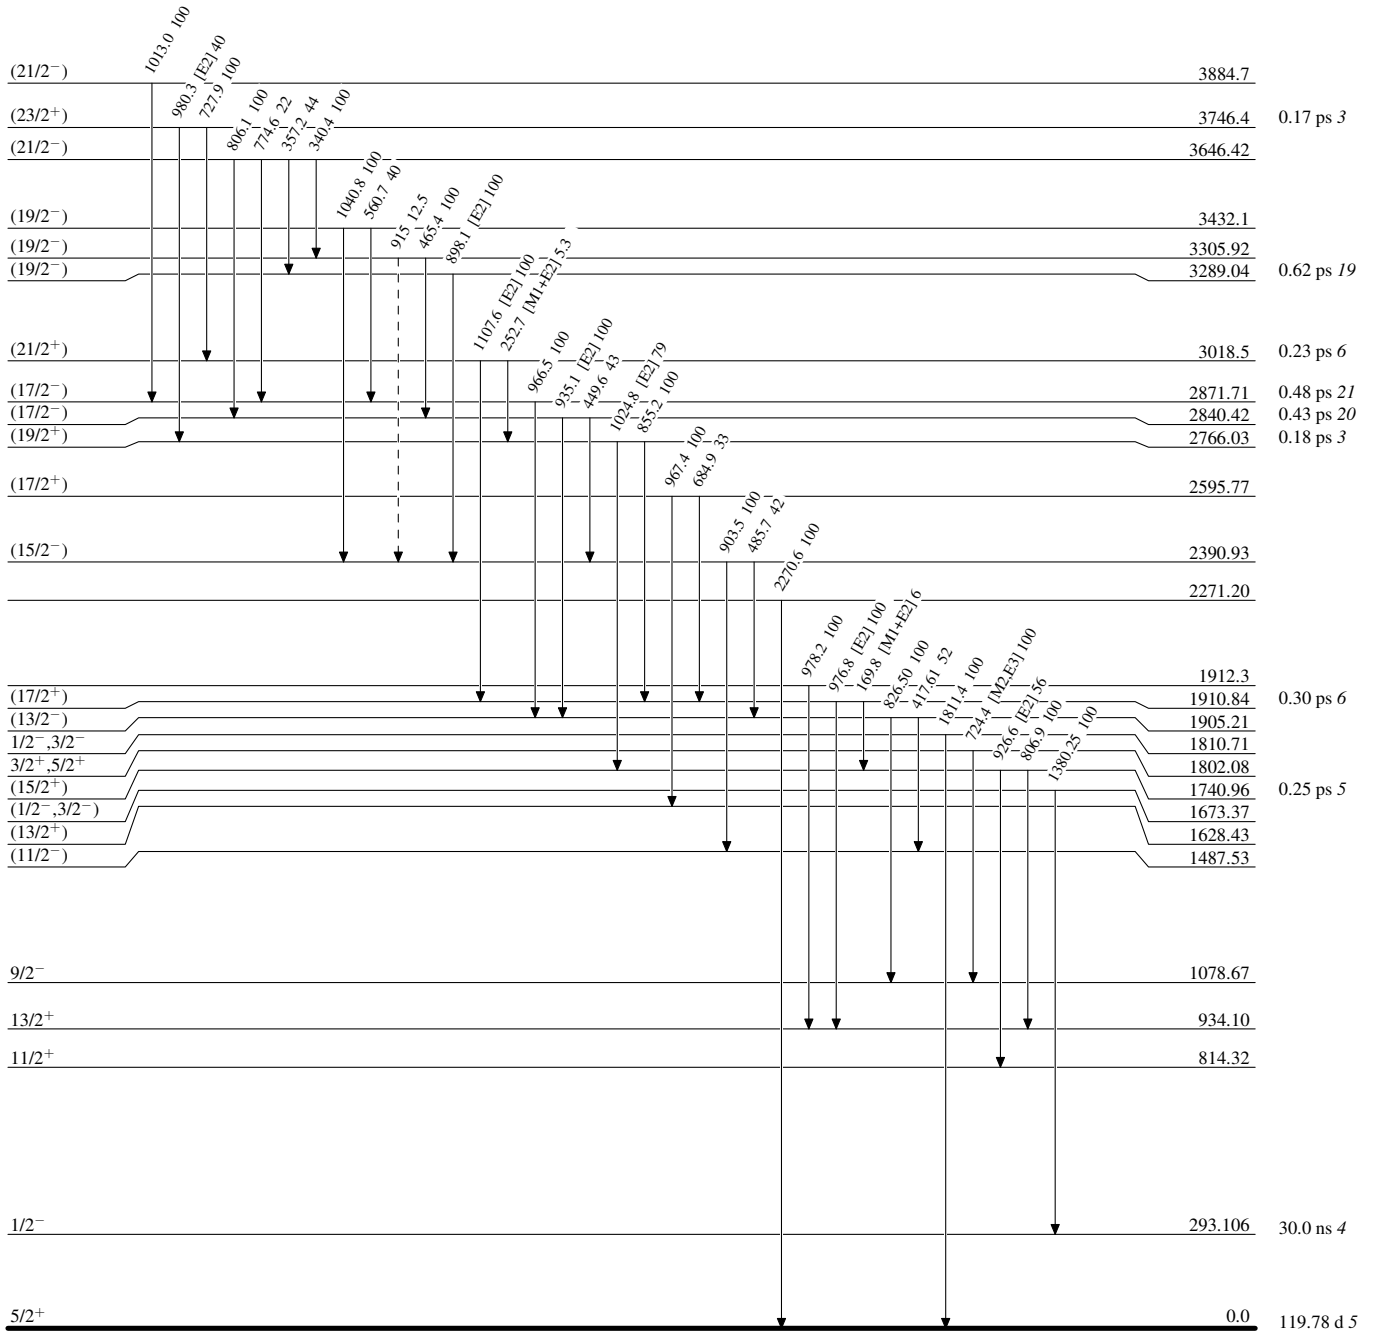 1013.0 100
980.3 [E2] 40
727.9 100
806.1 100
774.6 22
357.2 44
340.4 100
1040.8 100
560.7 40
915 12.5
465.4 100
898.1 [E2] 100
1107.6 [E2] 100
252.7 [M1+E2] 5.3
966.5 100
935.1 [E2] 100
449.6 43
1024.8 [E2] 79
855.2 100
967.4 100
684.9 33
903.5 100
485.7 42
2270.6 100
978.2 100
976.8 [E2] 100
169.8 [M1+E2] 6
826.50 100
417.61 52
1811.4 100
724.4 [M2,E3] 100
926.6 [E2] 56
806.9 100
1380.25 100
(21/2⁻) 3884.7
(23/2⁺) 3746.4 0.17 ps 3
(21/2⁻) 3646.42
(19/2⁻) 3432.1
(19/2⁻) 3305.92
(19/2⁻) 3289.04 0.62 ps 19
(21/2⁺) 3018.5 0.23 ps 6
(17/2⁻) 2871.71 0.48 ps 21
(17/2⁻) 2840.42 0.43 ps 20
(19/2⁺) 2766.03 0.18 ps 3
(17/2⁺) 2595.77
(15/2⁻) 2390.93
2271.20
1912.3
(17/2⁺) 1910.84 0.30 ps 6
(13/2⁻) 1905.21
1/2⁻,3/2⁻ 1810.71
3/2⁺,5/2⁺ 1802.08
(15/2⁺) 1740.96 0.25 ps 5
(1/2⁻,3/2⁻) 1673.37
(13/2⁺) 1628.43
(11/2⁻) 1487.53
9/2⁻ 1078.67
13/2⁺ 934.10
11/2⁺ 814.32
1/2⁻ 293.106 30.0 ns 4
5/2⁺ 0.0 119.78 d 5